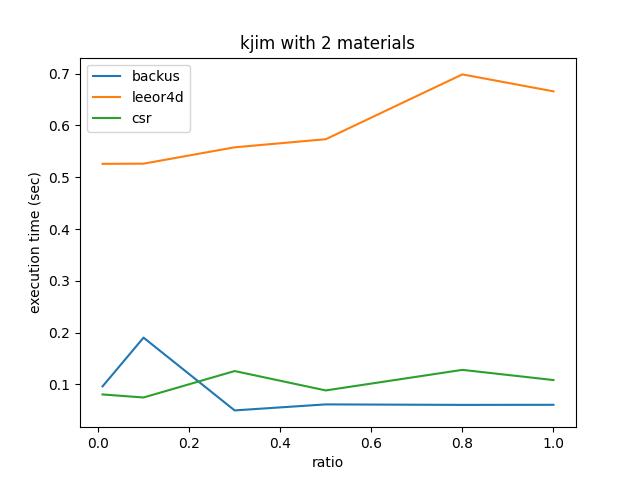 kjim with 2 materials
backus
leeor4d
csr
0.7
0.6
0.5
0.4
0.3
0.2
0.1
execution time (sec)
0.0 0.2 0.4 0.6 0.8 1.0
ratio